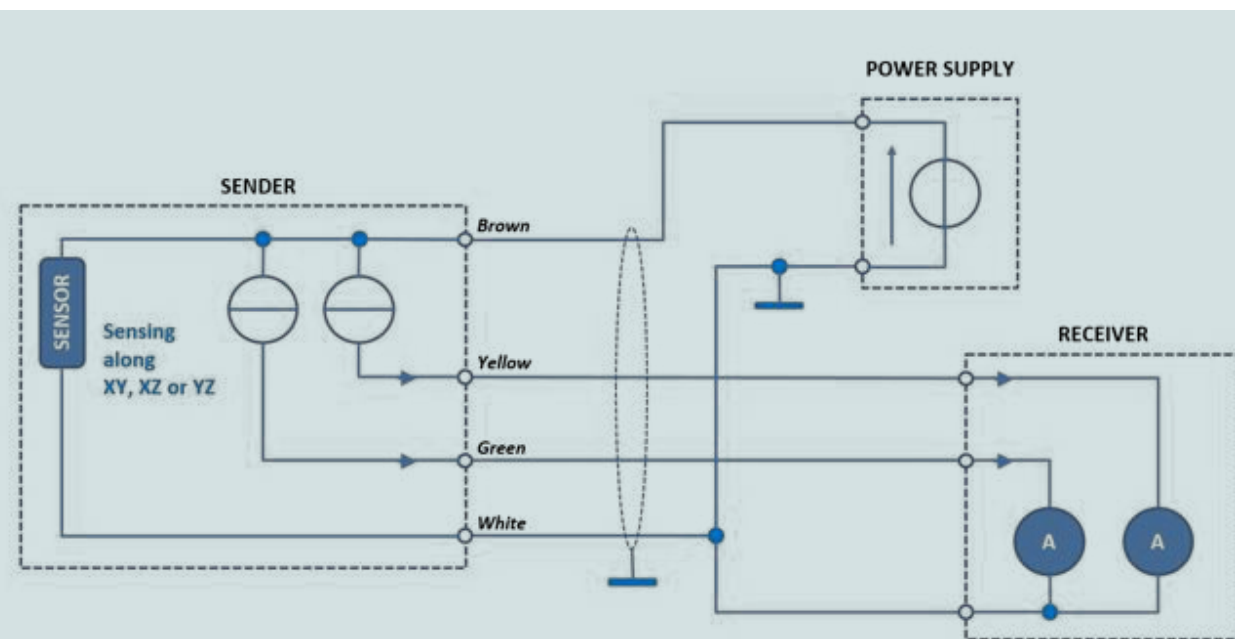 POWER SUPPLY
SENDER
Brown
SENSOR
Sensing
along
XY, XZ or YZ
Yellow
RECEIVER
Green
White
A
A